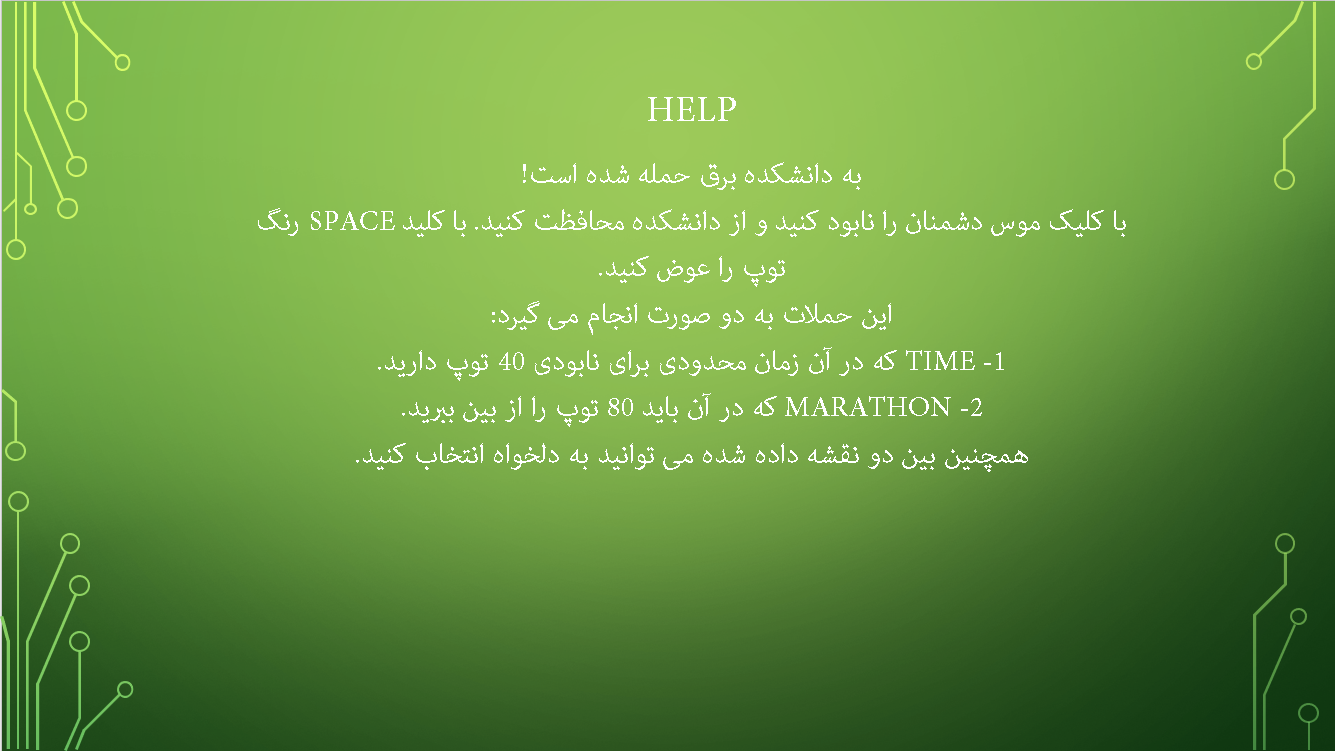 HELP
به دانشکده برق حمله شده است!
با کلیک موس دشمنان را نابود کنید و از دانشکده محافظت کنید. با کلید SPACE رنگ
توپ را عوض کنید.
این حملات به دو صورت انجام می گیرد:
1- TIME که در آن زمان محدودی برای نابودی 40 توپ دارید.
2- MARATHON که در آن باید 80 توپ را از بین ببرید.
همچنین بین دو نقشه داده شده می توانید به دلخواه انتخاب کنید.